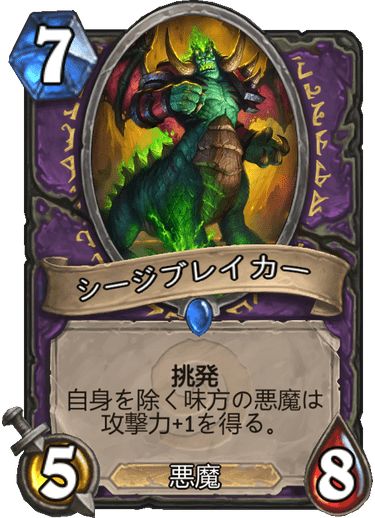 7
シージブレイカー
挑発
自身を除く味方の悪魔は
攻撃力+1を得る。
5
悪魔
8